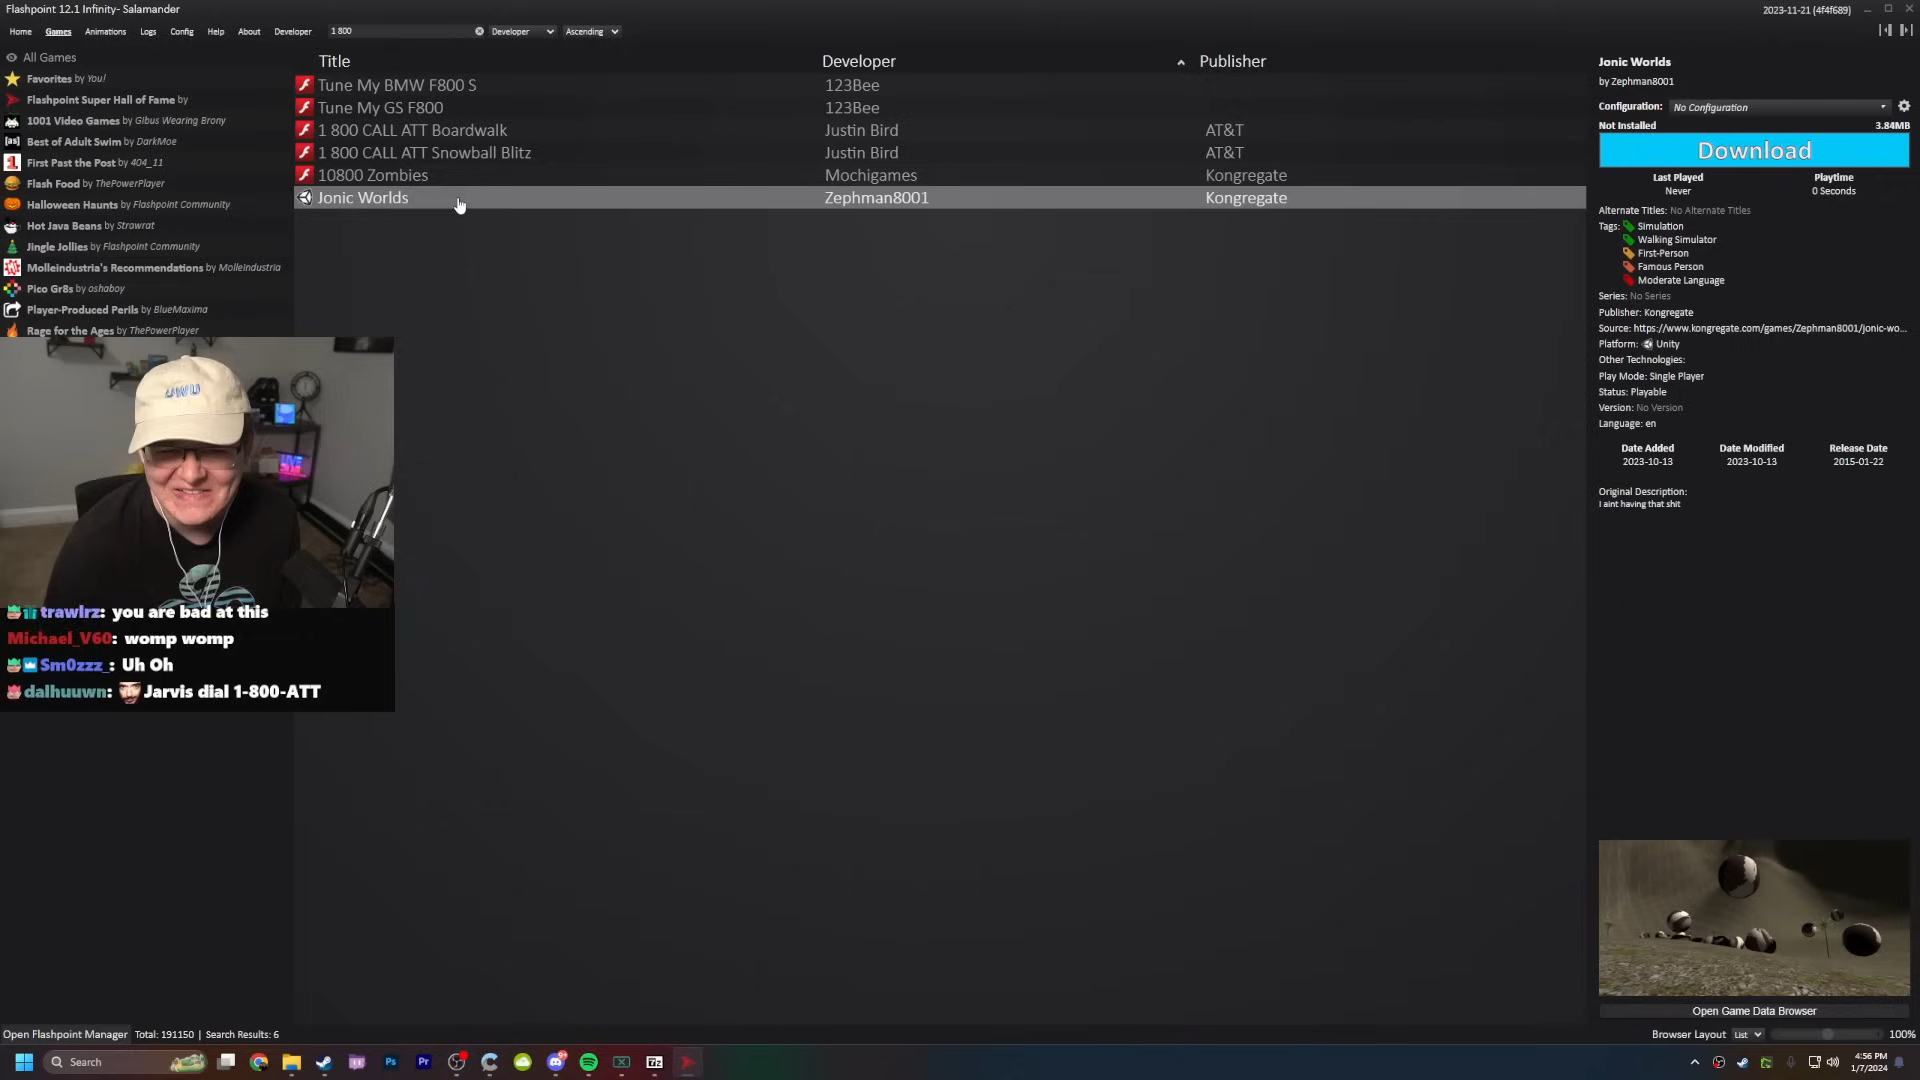 Flashpoint 12.1 Infinity- Salamander
2023-11-21 (4f4f689)
Home Games Animations Logs Config Help About Developer
1 800
Developer
Ascending
All Games
Favorites by You!
Flashpoint Super Hall of Fame by
1001 Video Games by Gibus Wearing Brony
[as] Best of Adult Swim by DarkMoe
1 First Past the Post by 404_11
Flash Food by ThePowerPlayer
Halloween Haunts by Flashpoint Community
Hot Java Beans by Strawrat
Jingle Jollies by Flashpoint Community
Molleindustria's Recommendations by Molleindustria
Pico Gr8s by oshaboy
Player-Produced Perils by BlueMaxima
Rage for the Ages by ThePowerPlayer
Title Developer Publisher
Tune My BMW F800 S 123Bee
Tune My GS F800 123Bee
1 800 CALL ATT Boardwalk Justin Bird AT&T
1 800 CALL ATT Snowball Blitz Justin Bird AT&T
10800 Zombies Mochigames Kongregate
Jonic Worlds Zephman8001 Kongregate
Jonic Worlds
by Zephman8001
Configuration: No Configuration
Not Installed 3.84MB
Download
Last Played Playtime
Never 0 Seconds
Alternate Titles: No Alternate Titles
Tags: Simulation
Walking Simulator
First-Person
Famous Person
Moderate Language
Series: No Series
Publisher: Kongregate
Source: https://www.kongregate.com/games/Zephman8001/jonic-wo...
Platform: Unity
Other Technologies:
Play Mode: Single Player
Status: Playable
Version: No Version
Language: en
Date Added Date Modified Release Date
2023-10-13 2023-10-13 2015-01-22
Original Description:
I aint having that shit
Open Game Data Browser
UWU
LIVE
trawlrz: you are bad at this
Michael_V60: womp womp
Sm0zzz_: Uh Oh
dalhuuwn: Jarvis dial 1-800-ATT
Open Flashpoint Manager Total: 191150 | Search Results: 6
Browser Layout List 100%
Search
Ps
Pr
9+
7z
4:56 PM
1/7/2024